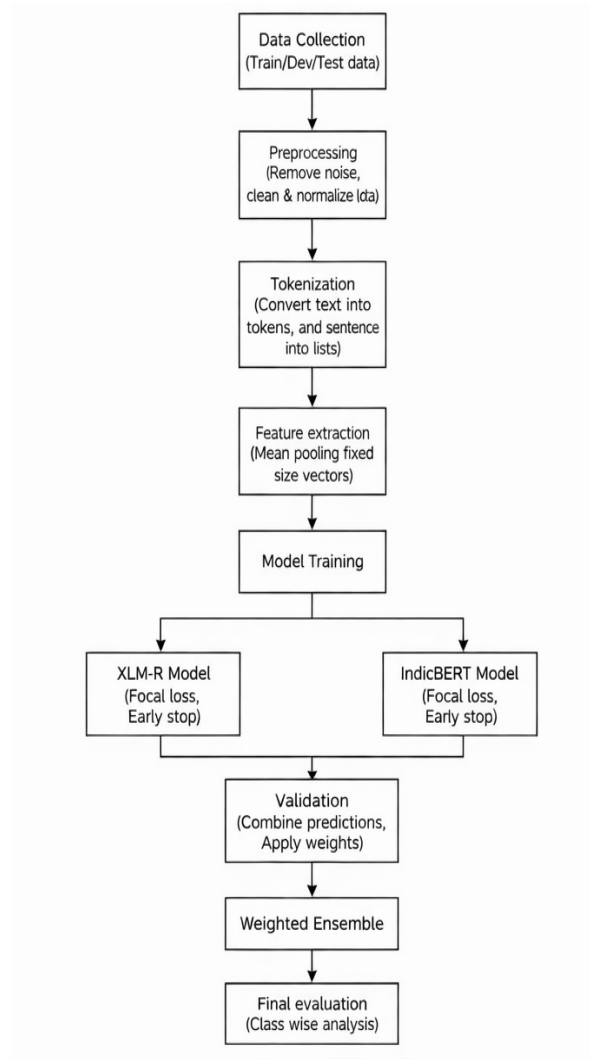 Data Collection
(Train/Dev/Test data)
Preprocessing
(Remove noise,
clean & normalize ldta)
Tokenization
(Convert text into
tokens, and sentence
into lists)
Feature extraction
(Mean pooling fixed
size vectors)
Model Training
XLM-R Model
(Focal loss,
Early stop)
IndicBERT Model
(Focal loss,
Early stop)
Validation
(Combine predictions,
Apply weights)
Weighted Ensemble
Final evaluation
(Class wise analysis)